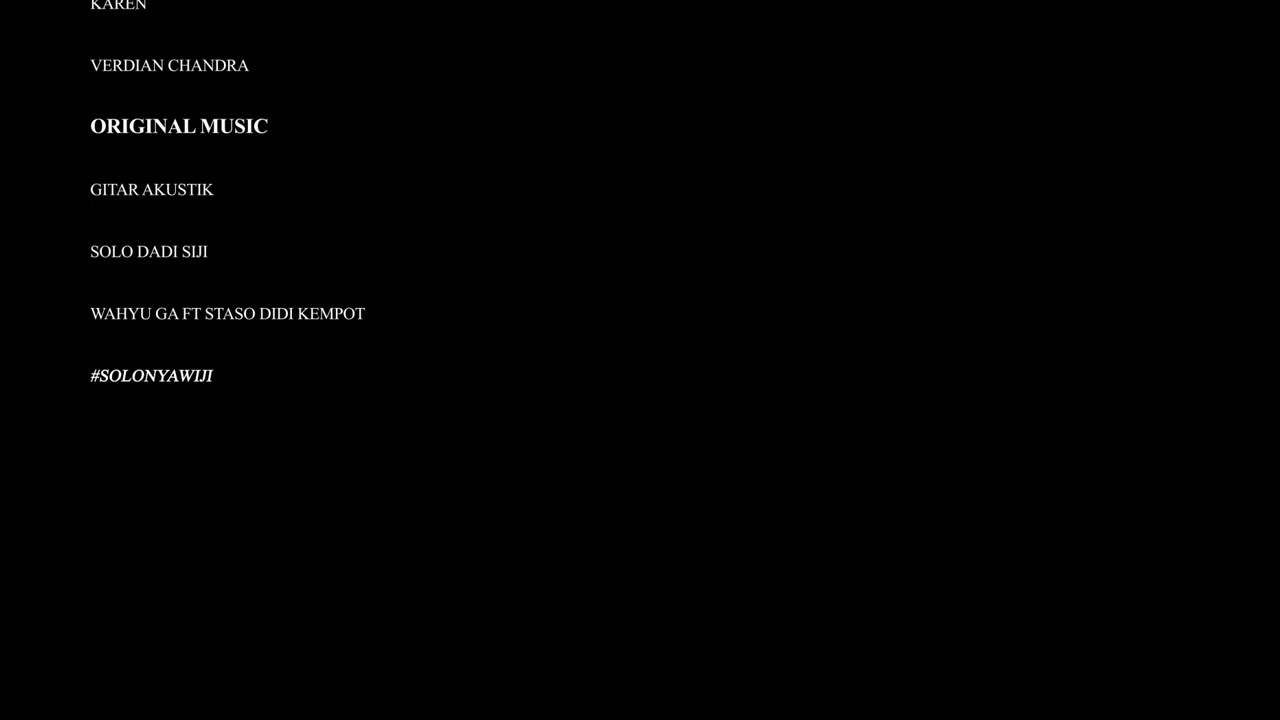 KAREN
VERDIAN CHANDRA
ORIGINAL MUSIC
GITAR AKUSTIK
SOLO DADI SIJI
WAHYU GA FT STASO DIDI KEMPOT
#SOLONYAWIJI